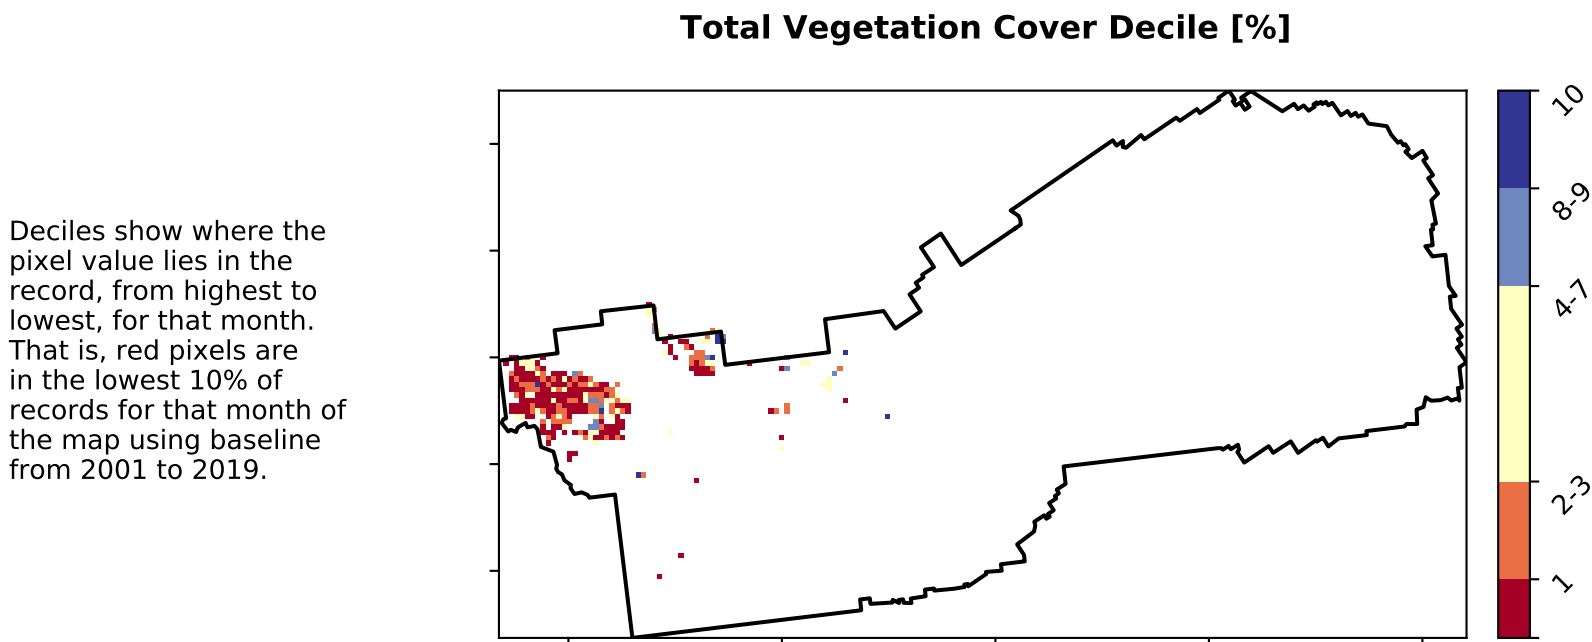 Total Vegetation Cover Decile [%]
Deciles show where the
pixel value lies in the
record, from highest to
lowest, for that month.
That is, red pixels are
in the lowest 10% of
records for that month of
the map using baseline
from 2001 to 2019.
10
8-9
4-7
2-3
1